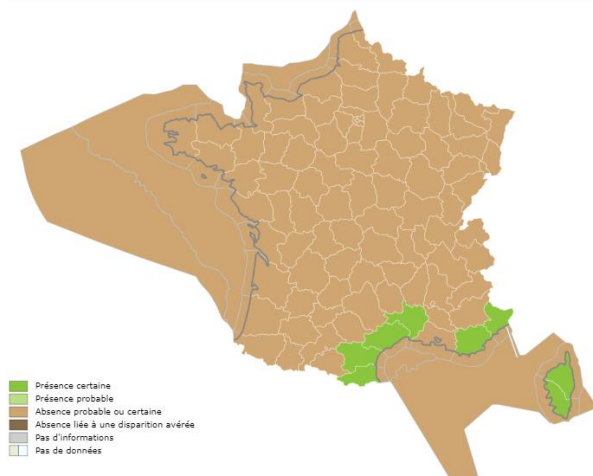 Présence certaine
Présence probable
Absence probable ou certaine
Absence liée à une disparition avérée
Pas d'informations
Pas de données